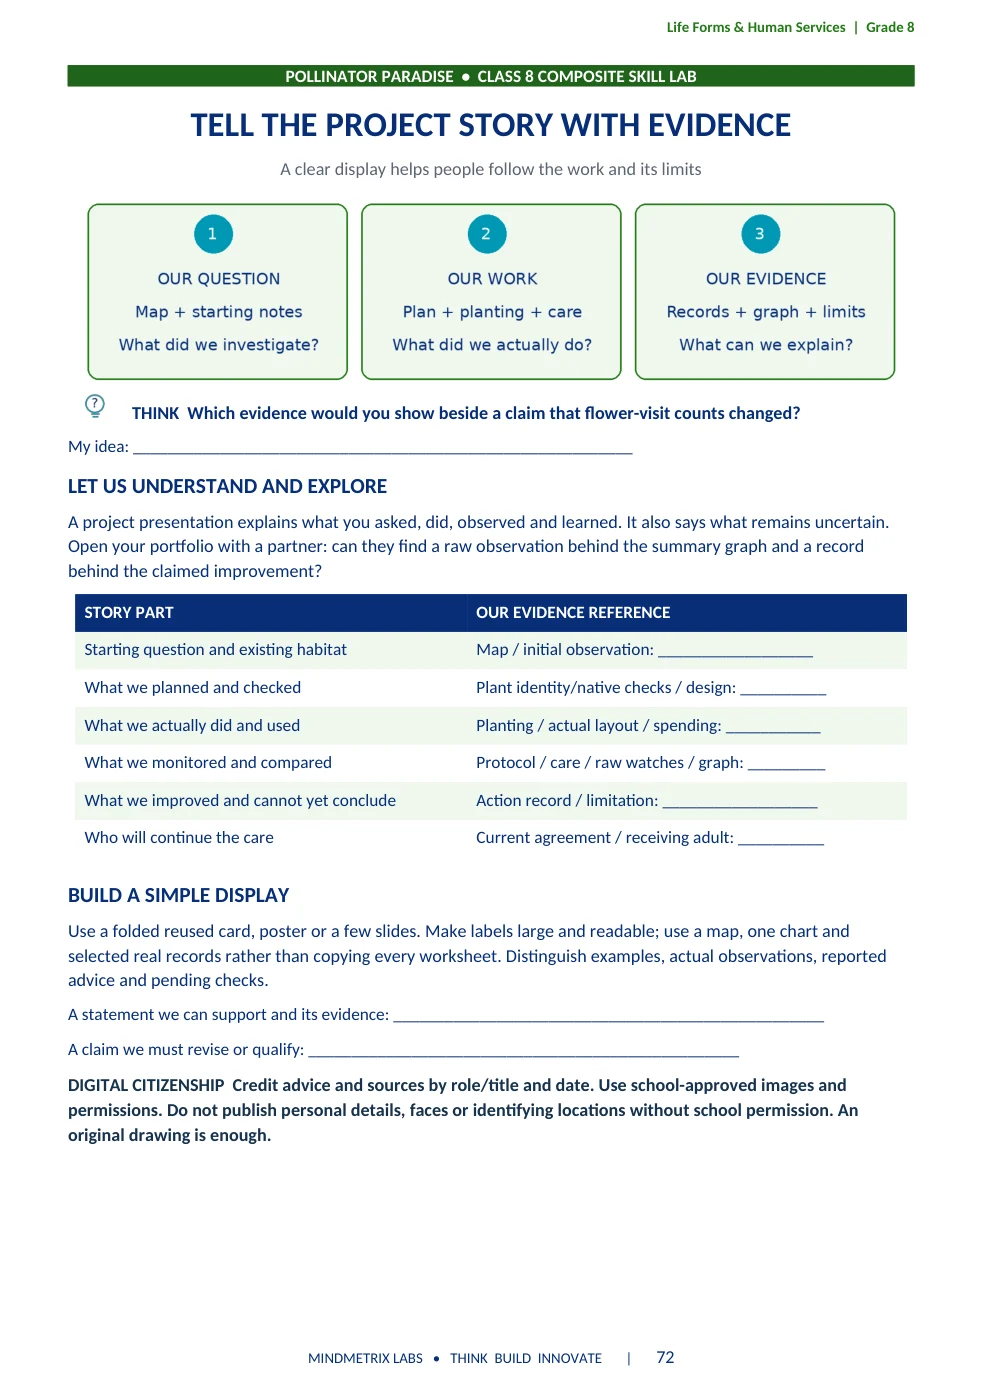 Life Forms & Human Services | Grade 8
POLLINATOR PARADISE ● CLASS 8 COMPOSITE SKILL LAB
TELL THE PROJECT STORY WITH EVIDENCE
A clear display helps people follow the work and its limits
1
OUR QUESTION
Map + starting notes
What did we investigate?
2
OUR WORK
Plan + planting + care
What did we actually do?
3
OUR EVIDENCE
Records + graph + limits
What can we explain?
? THINK Which evidence would you show beside a claim that flower-visit counts changed?
My idea: ____________________________________________________________
LET US UNDERSTAND AND EXPLORE
A project presentation explains what you asked, did, observed and learned. It also says what remains uncertain.
Open your portfolio with a partner: can they find a raw observation behind the summary graph and a record
behind the claimed improvement?
STORY PART OUR EVIDENCE REFERENCE
Starting question and existing habitat Map / initial observation: __________________
What we planned and checked Plant identity/native checks / design: __________
What we actually did and used Planting / actual layout / spending: ___________
What we monitored and compared Protocol / care / raw watches / graph: _________
What we improved and cannot yet conclude Action record / limitation: __________________
Who will continue the care Current agreement / receiving adult: __________
BUILD A SIMPLE DISPLAY
Use a folded reused card, poster or a few slides. Make labels large and readable; use a map, one chart and
selected real records rather than copying every worksheet. Distinguish examples, actual observations, reported
advice and pending checks.
A statement we can support and its evidence: __________________________________________________
A claim we must revise or qualify: __________________________________________________
DIGITAL CITIZENSHIP Credit advice and sources by role/title and date. Use school-approved images and
permissions. Do not publish personal details, faces or identifying locations without school permission. An
original drawing is enough.
MINDMETRIX LABS ● THINK BUILD INNOVATE | 72